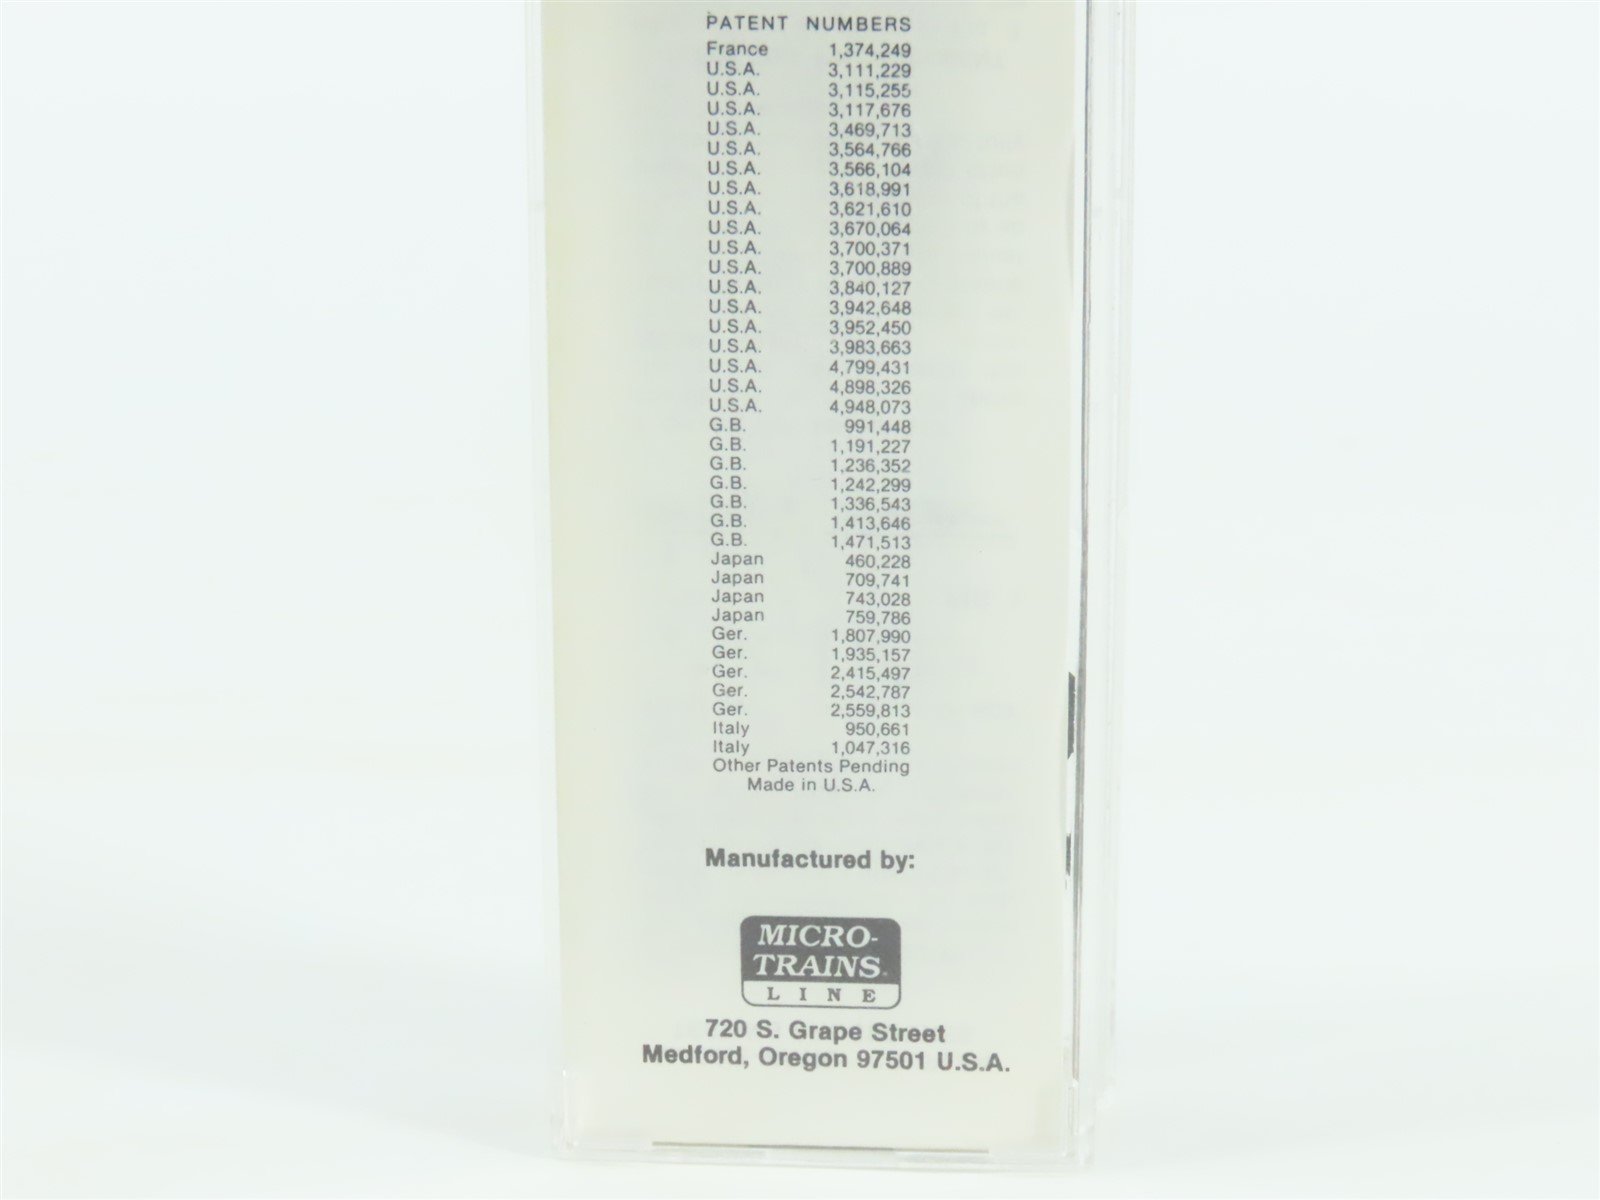 PATENT NUMBERS
France 1,374,249
U.S.A. 3,111,229
U.S.A. 3,115,255
U.S.A. 3,117,676
U.S.A. 3,469,713
U.S.A. 3,564,766
U.S.A. 3,566,104
U.S.A. 3,618,991
U.S.A. 3,621,610
U.S.A. 3,670,064
U.S.A. 3,700,371
U.S.A. 3,700,889
U.S.A. 3,840,127
U.S.A. 3,942,648
U.S.A. 3,952,450
U.S.A. 3,983,663
U.S.A. 4,799,431
U.S.A. 4,898,326
U.S.A. 4,948,073
G.B. 991,448
G.B. 1,191,227
G.B. 1,236,352
G.B. 1,242,299
G.B. 1,336,543
G.B. 1,413,646
G.B. 1,471,513
Japan 460,228
Japan 709,741
Japan 743,028
Japan 759,786
Ger. 1,807,990
Ger. 1,935,157
Ger. 2,415,497
Ger. 2,542,787
Ger. 2,559,813
Italy 950,661
Italy 1,047,316
Other Patents Pending
Made in U.S.A.
Manufactured by:
MICRO-
TRAINS
LINE
720 S. Grape Street
Medford, Oregon 97501 U.S.A.